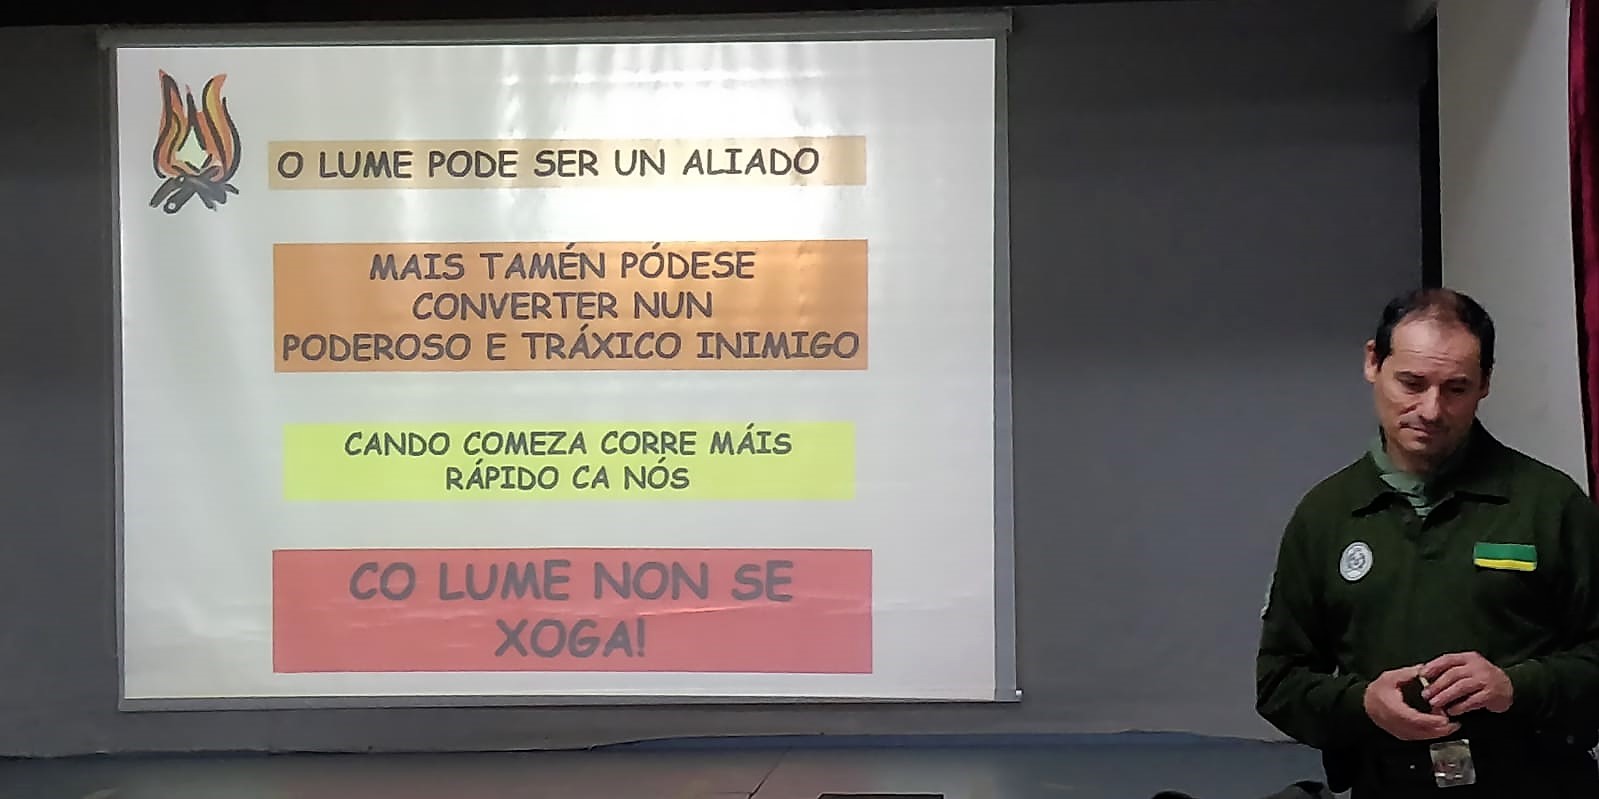 O LUME PODE SER UN ALIADO
MAIS TAMÉN PÓDESE
CONVERTER NUN
PODEROSO E TRÁXICO INIMIGO
CANDO COMEZA CORRE MÁIS
RÁPIDO CA NÓS
CO LUME NON SE
XOGA!